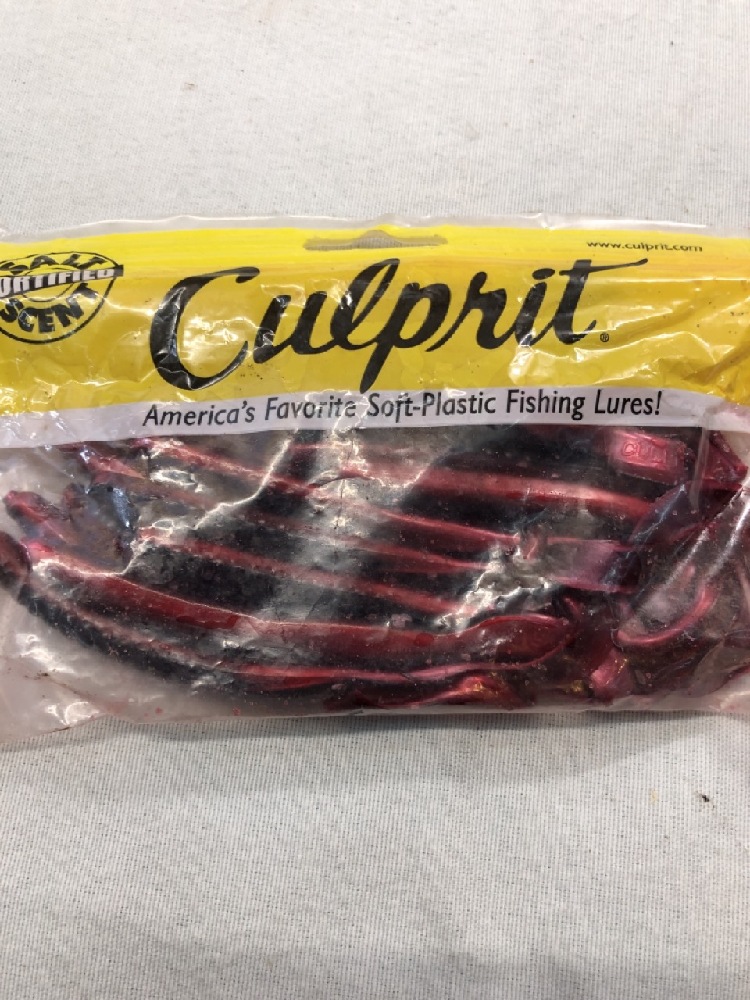 www.culprit.com
SALT
FORTIFIED
SCENT
Culprit®
America's Favorite Soft-Plastic Fishing Lures!